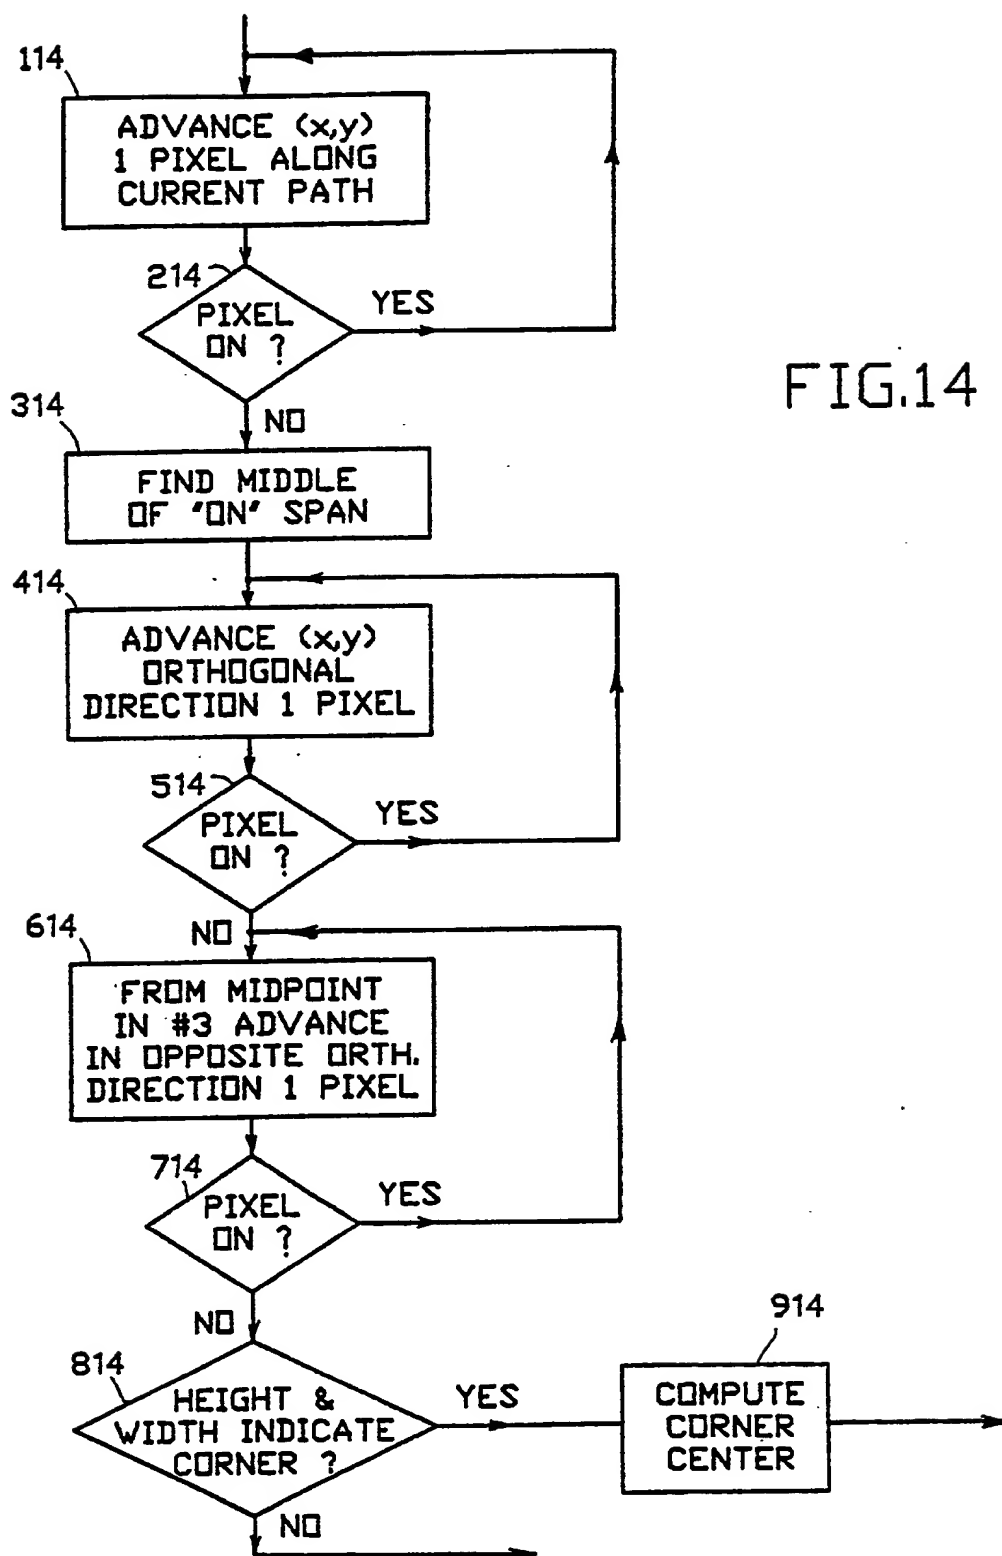 114
ADVANCE (x,y)
1 PIXEL ALONG
CURRENT PATH
214
PIXEL
ON ?
YES
NO
FIG.14
314
FIND MIDDLE
OF "ON" SPAN
414
ADVANCE (x,y)
ORTHOGONAL
DIRECTION 1 PIXEL
514
PIXEL
ON ?
YES
NO
614
FROM MIDPOINT
IN #3 ADVANCE
IN OPPOSITE ORTH.
DIRECTION 1 PIXEL
714
PIXEL
ON ?
YES
NO
814
HEIGHT &
WIDTH INDICATE
CORNER ?
YES
NO
914
COMPUTE
CORNER
CENTER